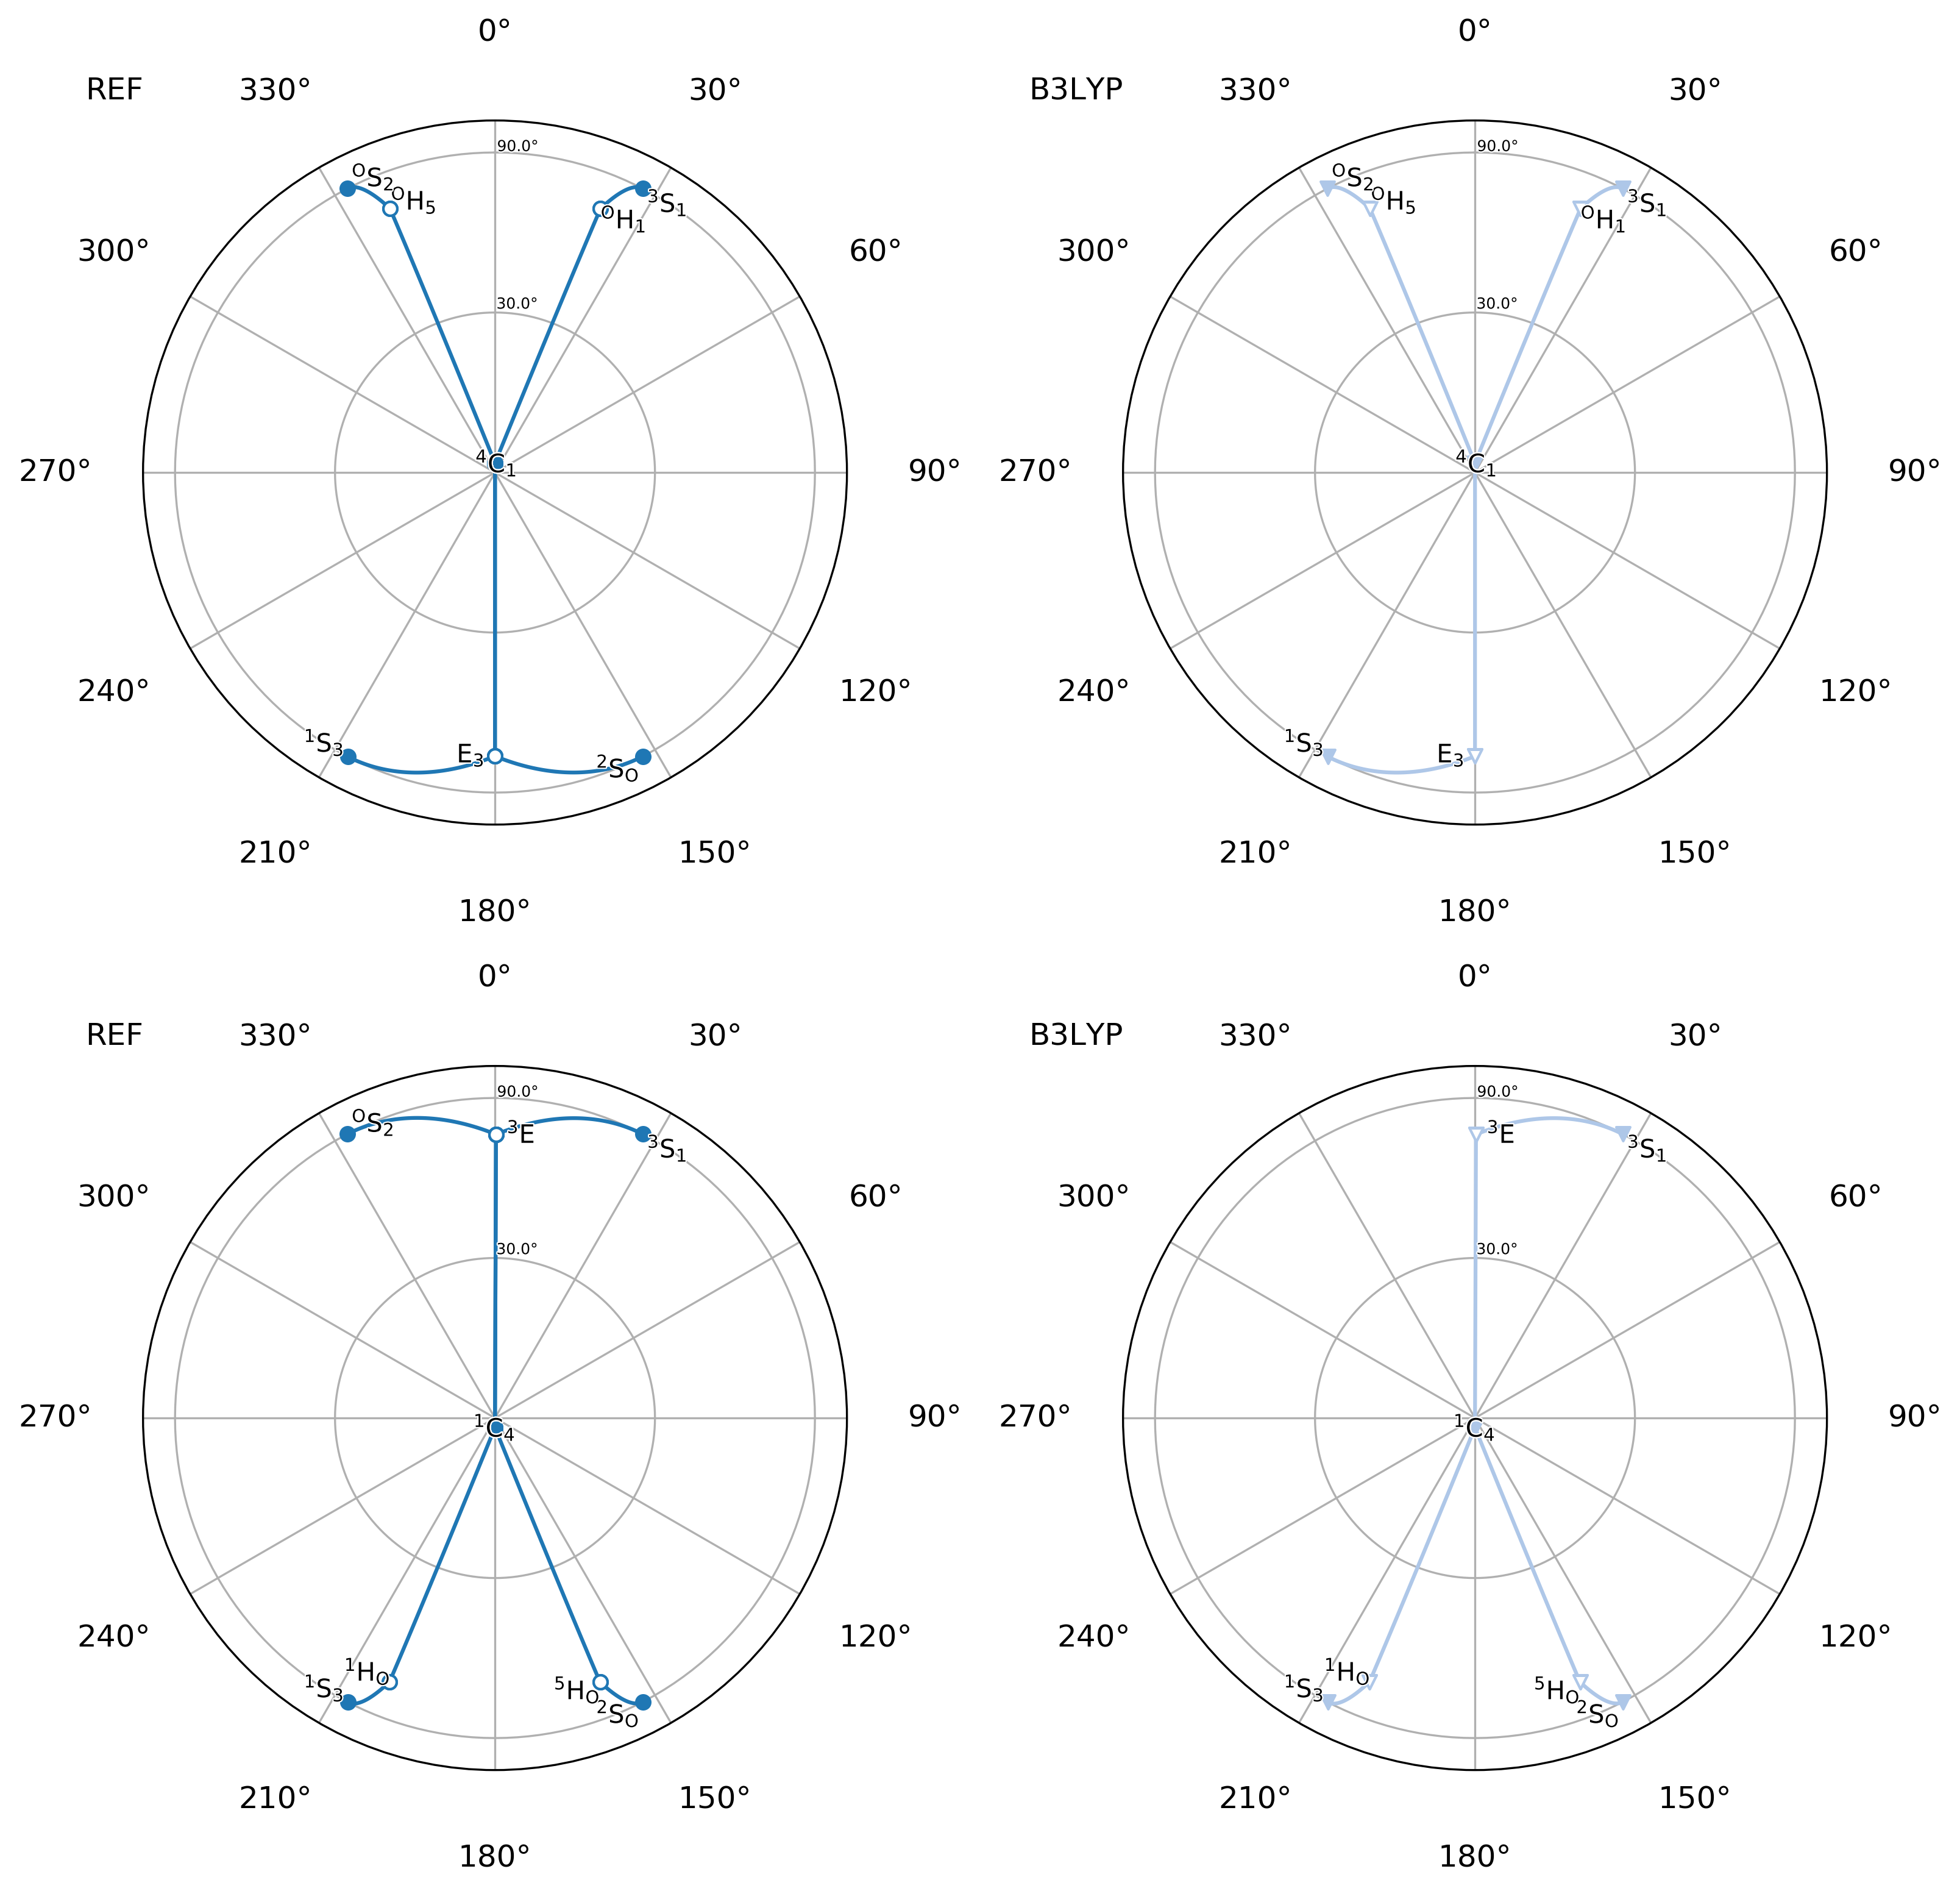 0° 0°
REF 330° 30° B3LYP 330° 30°
90.0° 90.0°
ᴼS₂ ᴼH₅ ᴼH₁ ³S₁ ᴼS₂ ᴼH₅ ᴼH₁ ³S₁
300° 60° 300° 60°
30.0° 30.0°
270° ⁴C₁ 90° 270° ⁴C₁ 90°
240° 120° 240° 120°
¹S₃ E₃ ²Sₒ ¹S₃ E₃
210° 150° 210° 150°
180° 180°
0° 0°
REF 330° 30° B3LYP 330° 30°
90.0° 90.0°
ᴼS₂ ³E ³S₁ ³E ³S₁
300° 60° 300° 60°
30.0° 30.0°
270° ¹C₄ 90° 270° ¹C₄ 90°
240° 120° 240° 120°
¹S₃ ¹Hₒ ⁵Hₒ ²Sₒ ¹S₃ ¹Hₒ ⁵Hₒ ²Sₒ
210° 150° 210° 150°
180° 180°